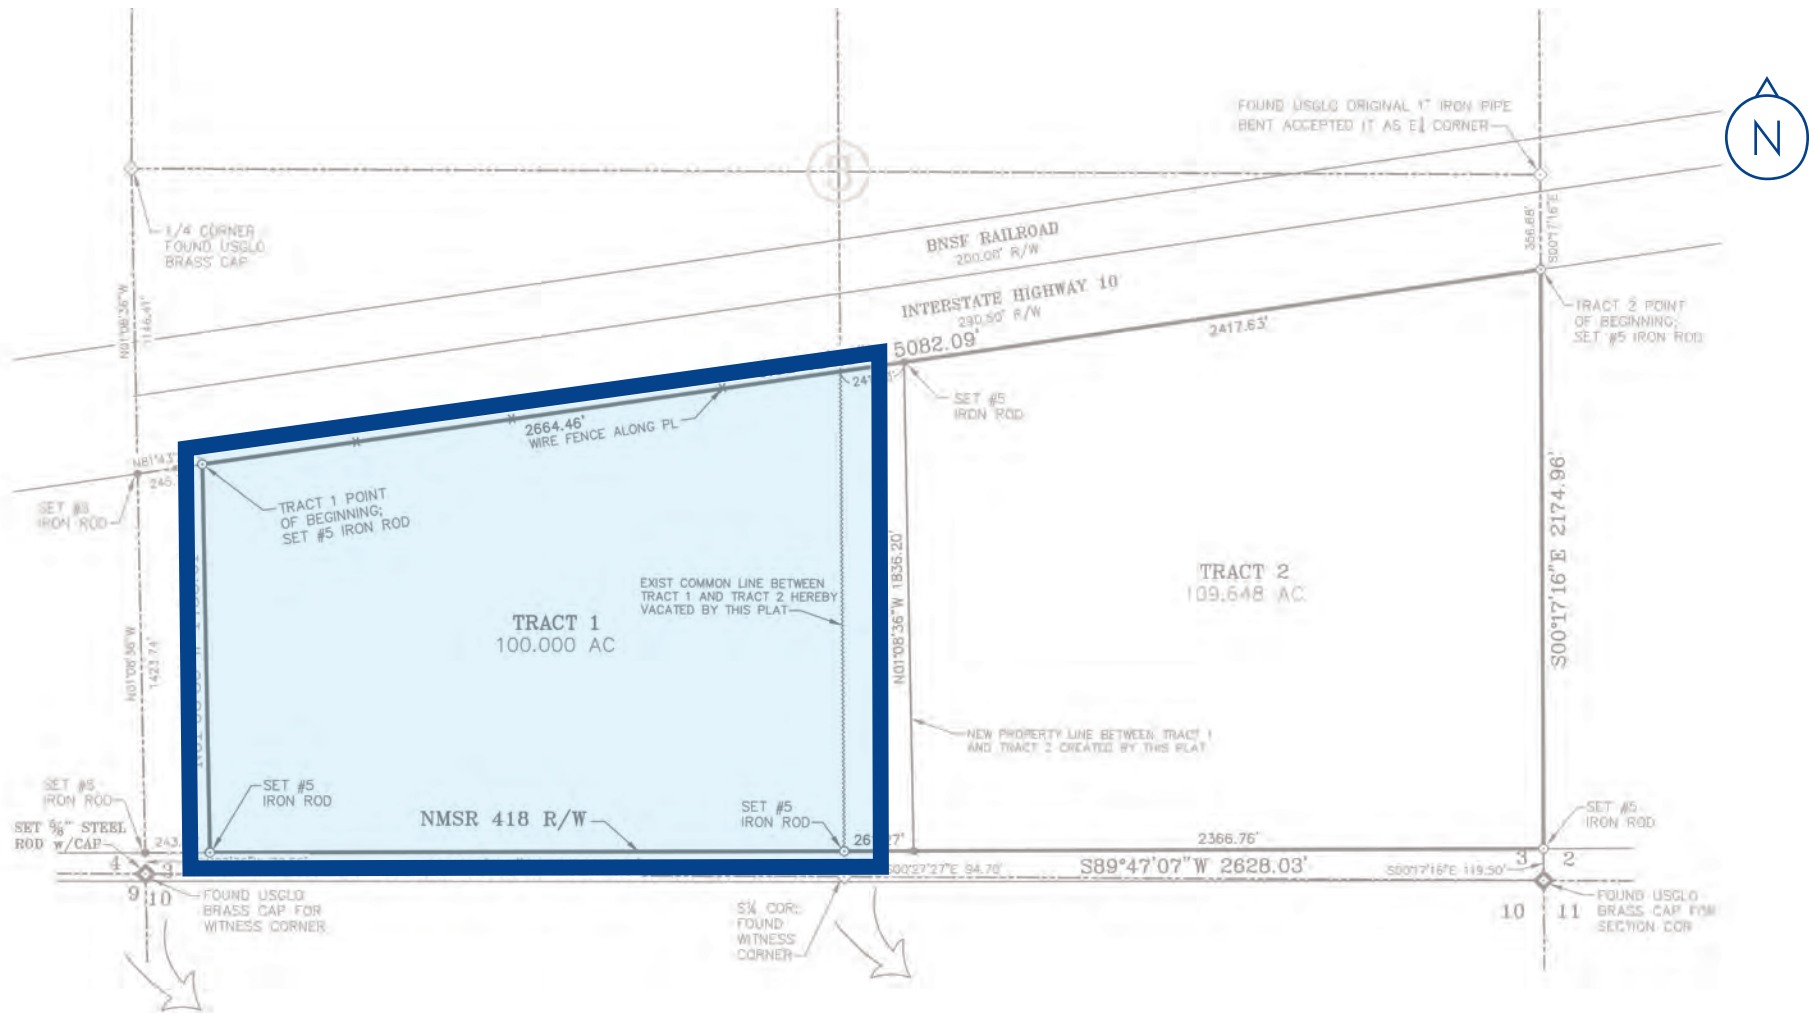 FOUND USGLO ORIGINAL 1" IRON PIPE
BENT ACCEPTED IT AS E¼ CORNER
N
3
1/4 CORNER
FOUND USGLO
BRASS CAP
356.68'
S00°17'16"E
BNSF RAILROAD
200.00' R/W
INTERSTATE HIGHWAY 10
290.50' R/W
5082.09'
2417.63'
TRACT 2 POINT
OF BEGINNING;
SET #5 IRON ROD
N01°08'36"W
1146.41'
SET #5
IRON ROD
2664.46'
WIRE FENCE ALONG PL
N81°43'
245.
SET #5
IRON ROD
TRACT 1 POINT
OF BEGINNING;
SET #5 IRON ROD
EXIST COMMON LINE BETWEEN
TRACT 1 AND TRACT 2 HEREBY
VACATED BY THIS PLAT
TRACT 1
100.000 AC
N01°08'36"W 1836.20'
TRACT 2
109.648 AC
S00°17'16"E 2174.96'
N01°08'36"W
1423.74'
NEW PROPERTY LINE BETWEEN TRACT 1
AND TRACT 2 CREATED BY THIS PLAT
SET #5
IRON ROD
SET #5
IRON ROD
SET #5
IRON ROD
SET #5
IRON ROD
NMSR 418 R/W
SET ⅝" STEEL
ROD w/CAP
243.
2366.76'
S89°47'07"W 2628.03'
S00°27'27"E 94.70'
S00°17'16"E 119.50'
4 3
9 10
3 2
10 11
FOUND USGLO
BRASS CAP FOR
WITNESS CORNER
S¼ COR.
FOUND
WITNESS
CORNER
FOUND USGLO
BRASS CAP FOR
SECTION COR